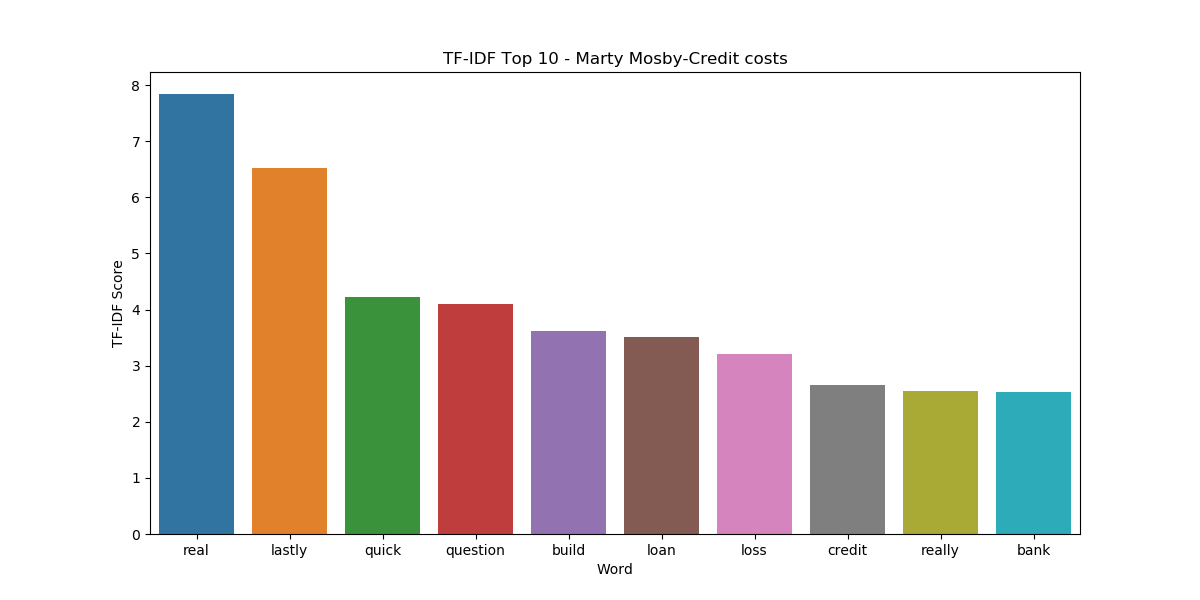 TF-IDF Top 10 - Marty Mosby-Credit costs
8
7
6
5
4
3
2
1
0
TF-IDF Score
real lastly quick question build loan loss credit really bank
Word